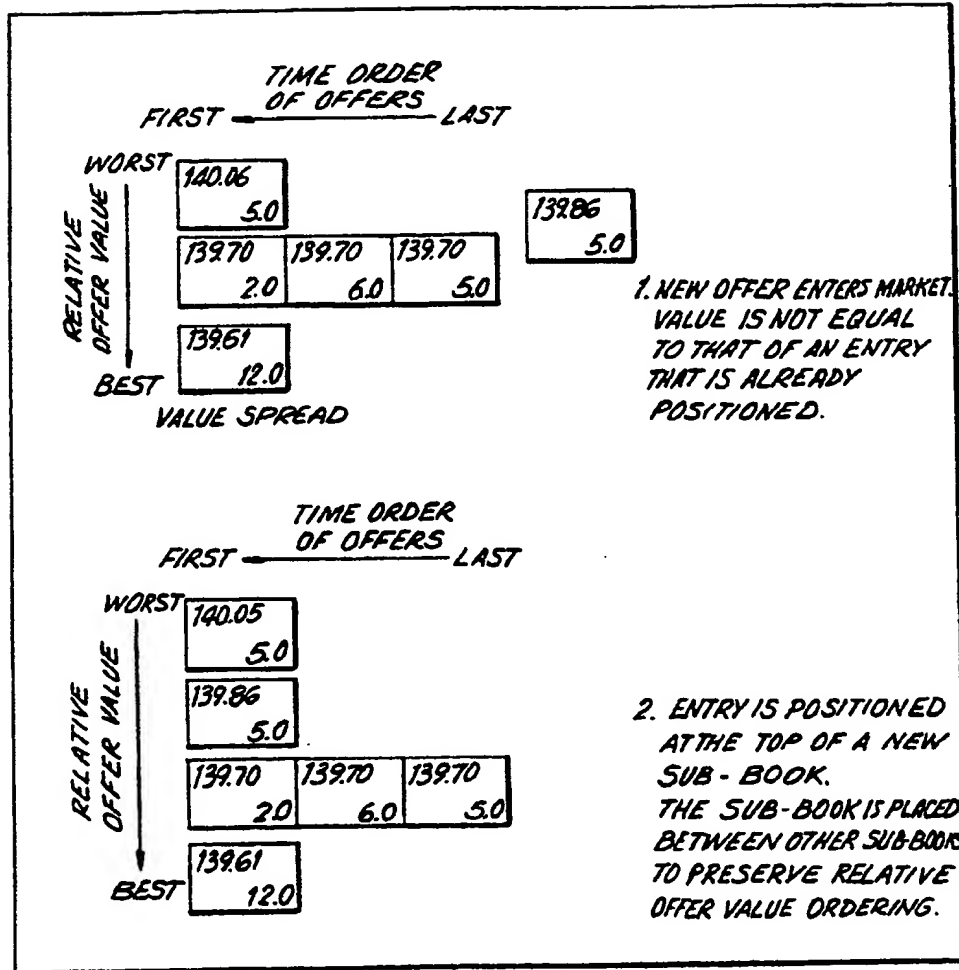 TIME ORDER
OF OFFERS
FIRST LAST
WORST
RELATIVE
OFFER VALUE
BEST
140.06
5.0
139.70 139.70 139.70
2.0 6.0 5.0
139.61
12.0
VALUE SPREAD
139.86
5.0
1. NEW OFFER ENTERS MARKET.
VALUE IS NOT EQUAL
TO THAT OF AN ENTRY
THAT IS ALREADY
POSITIONED.
TIME ORDER
OF OFFERS
FIRST LAST
WORST
RELATIVE
OFFER VALUE
BEST
140.05
5.0
139.86
5.0
139.70 139.70 139.70
2.0 6.0 5.0
139.61
12.0
2. ENTRY IS POSITIONED
AT THE TOP OF A NEW
SUB-BOOK.
THE SUB-BOOK IS PLACED
BETWEEN OTHER SUB-BOOKS
TO PRESERVE RELATIVE
OFFER VALUE ORDERING.